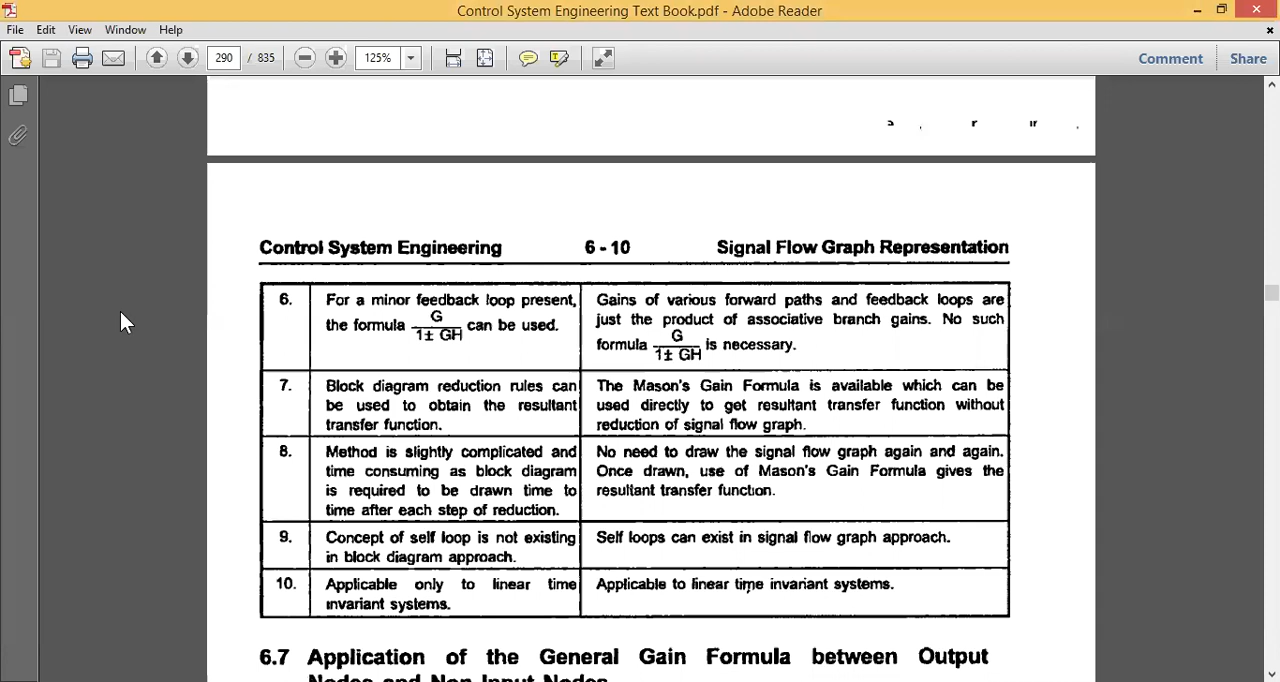 Control System Engineering Text Book.pdf - Adobe Reader
File Edit View Window Help
290 / 835 125% Comment Share
Control System Engineering 6 - 10 Signal Flow Graph Representation
6. For a minor feedback loop present, Gains of various forward paths and feedback loops are
the formula G / 1± GH can be used. just the product of associative branch gains. No such
formula G / 1± GH is necessary.
7. Block diagram reduction rules can The Mason's Gain Formula is available which can be
be used to obtain the resultant used directly to get resultant transfer function without
transfer function. reduction of signal flow graph.
8. Method is slightly complicated and No need to draw the signal flow graph again and again.
time consuming as block diagram Once drawn, use of Mason's Gain Formula gives the
is required to be drawn time to resultant transfer function.
time after each step of reduction.
9. Concept of self loop is not existing Self loops can exist in signal flow graph approach.
in block diagram approach.
10. Applicable only to linear time Applicable to linear time invariant systems.
invariant systems.
6.7 Application of the General Gain Formula between Output
Nodes and Non Input Nodes